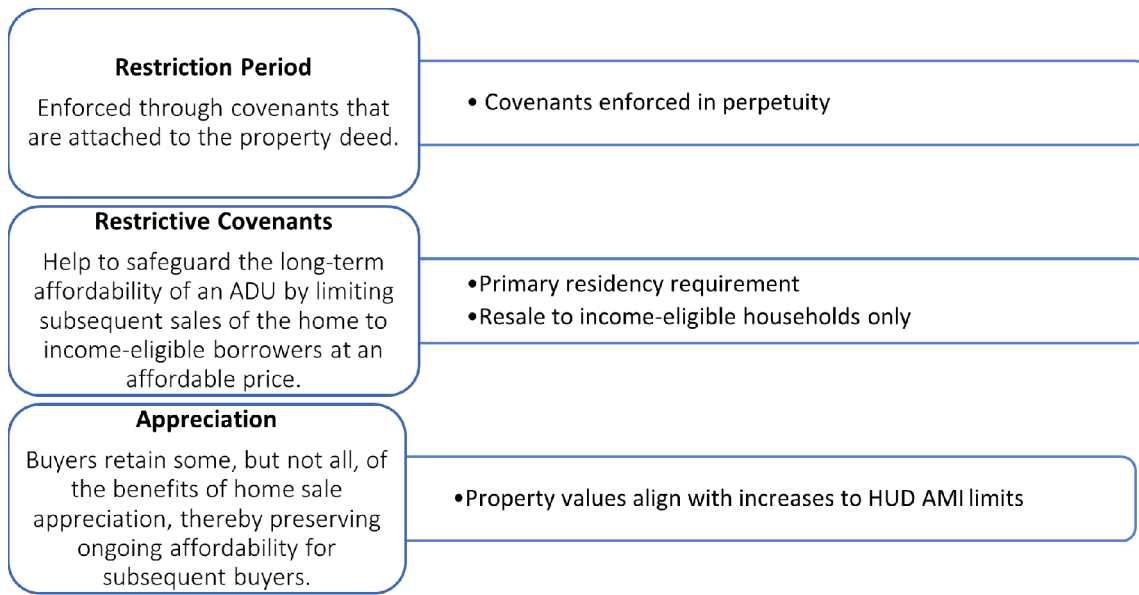 Restriction Period
Enforced through covenants that
are attached to the property deed.
• Covenants enforced in perpetuity
Restrictive Covenants
Help to safeguard the long-term
affordability of an ADU by limiting
subsequent sales of the home to
income-eligible borrowers at an
affordable price.
•Primary residency requirement
•Resale to income-eligible households only
Appreciation
Buyers retain some, but not all, of
the benefits of home sale
appreciation, thereby preserving
ongoing affordability for
subsequent buyers.
•Property values align with increases to HUD AMI limits